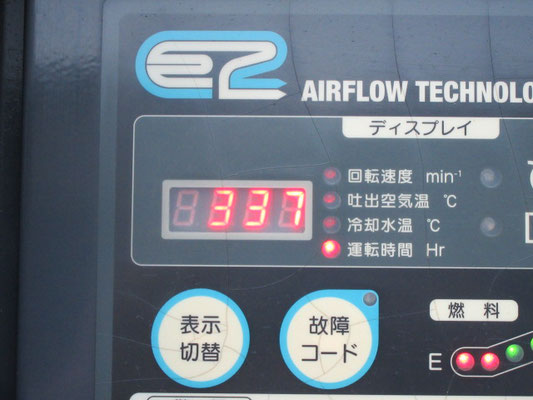 e2
AIRFLOW TECHNOLO
ディスプレイ
337
回転速度 min⁻¹
吐出空気温 ℃
冷却水温 ℃
運転時間 Hr
表示
切替
故障
コード
燃料
E